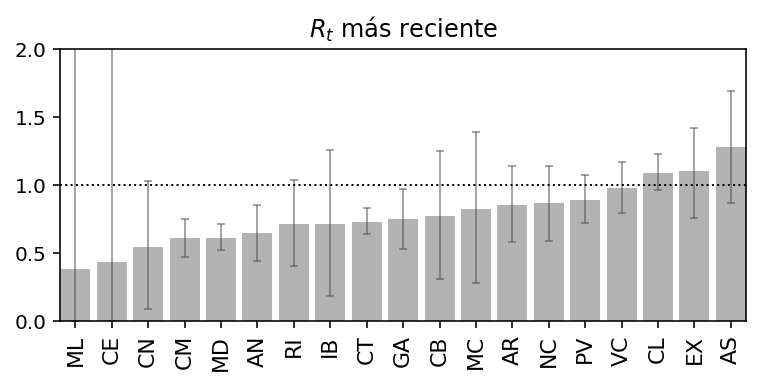 R_t más reciente
2.0
1.5
1.0
0.5
0.0
ML CE CN CM MD AN RI IB CT GA CB MC AR NC PV VC CL EX AS